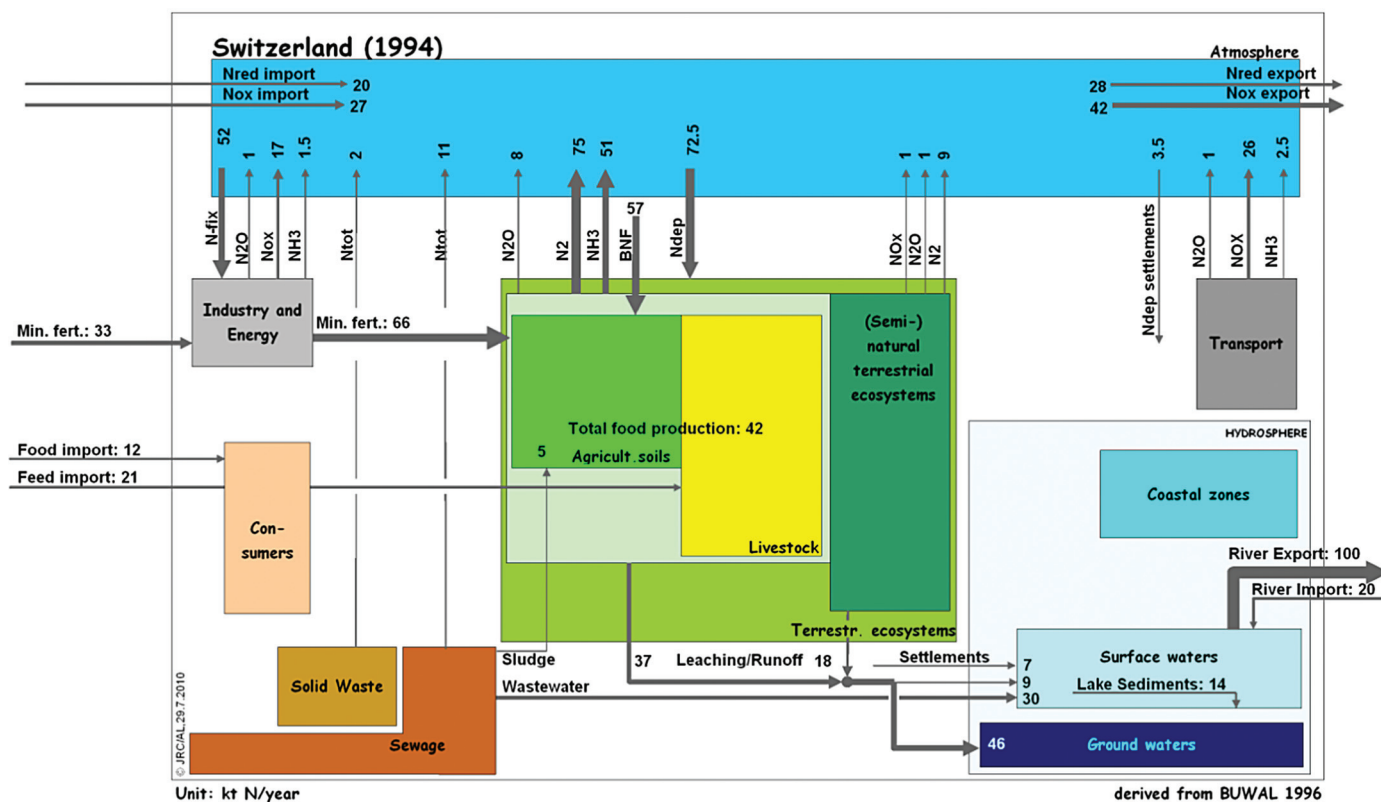 Switzerland (1994)
Atmosphere
Nred import
20
28
Nred export
Nox import
27
42
Nox export
52
1
17
1.5
2
11
8
75
51
72.5
1
1
9
3.5
1
26
2.5
57
N-fix
N2O
Nox
NH3
Ntot
Ntot
N2O
N2
NH3
BNF
Ndep
NOx
N2O
N2
Ndep settlements
N2O
NOX
NH3
Industry and
Energy
Min. fert.: 33
Min. fert.: 66
(Semi-)
natural
terrestrial
ecosystems
Transport
Total food production: 42
5
Agricult.soils
Livestock
Food import: 12
Feed import: 21
Con-
sumers
HYDROSPHERE
Coastal zones
River Export: 100
River Import: 20
Terrestr. ecosystems
Solid Waste
Sludge
Wastewater
Sewage
37
Leaching/Runoff
18
Settlements
7
9
30
Surface waters
Lake Sediments: 14
46
Ground waters
© JRC/AL,29.7.2010
Unit: kt N/year
derived from BUWAL 1996